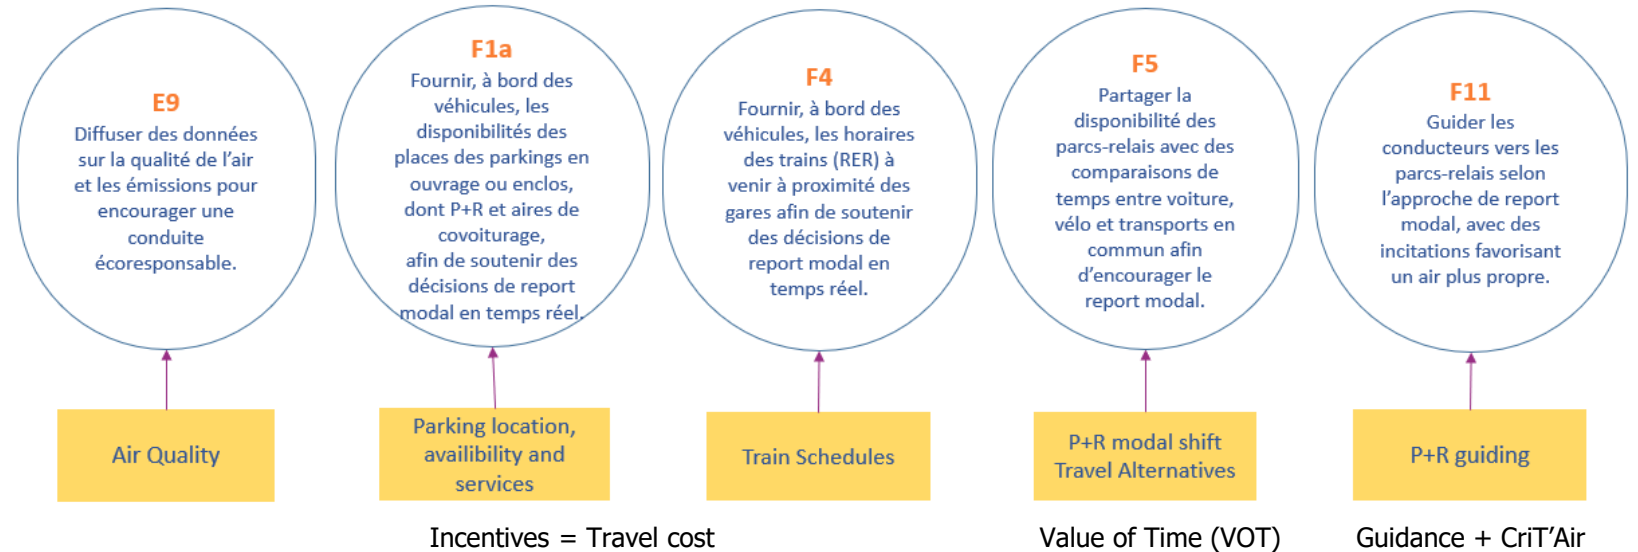 E9
Diffuser des données
sur la qualité de l’air
et les émissions pour
encourager une
conduite
écoresponsable.
F1a
Fournir, à bord des
véhicules, les
disponibilités des
places des parkings en
ouvrage ou enclos,
dont P+R et aires de
covoiturage,
afin de soutenir des
décisions de report
modal en temps réel.
F4
Fournir, à bord des
véhicules, les horaires
des trains (RER) à
venir à proximité des
gares afin de soutenir
des décisions de
report modal en
temps réel.
F5
Partager la
disponibilité des
parcs-relais avec des
comparaisons de
temps entre voiture,
vélo et transports en
commun afin
d’encourager le
report modal.
F11
Guider les
conducteurs vers les
parcs-relais selon
l’approche de report
modal, avec des
incitations favorisant
un air plus propre.
Air Quality
Parking location,
availibility and
services
Train Schedules
P+R modal shift
Travel Alternatives
P+R guiding
Incentives = Travel cost
Value of Time (VOT)
Guidance + CriT’Air